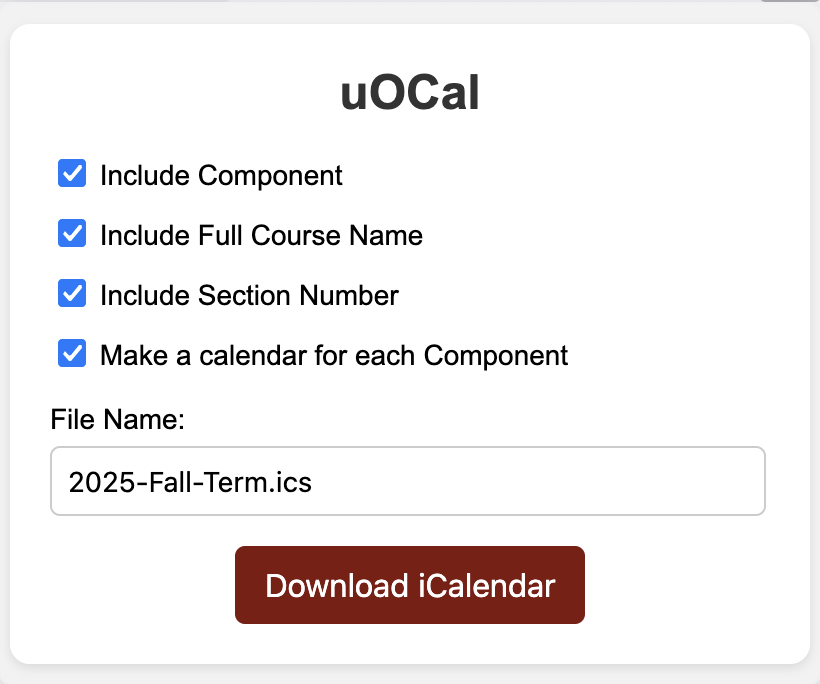 uOCal
Include Component
Include Full Course Name
Include Section Number
Make a calendar for each Component
File Name:
2025-Fall-Term.ics
Download iCalendar